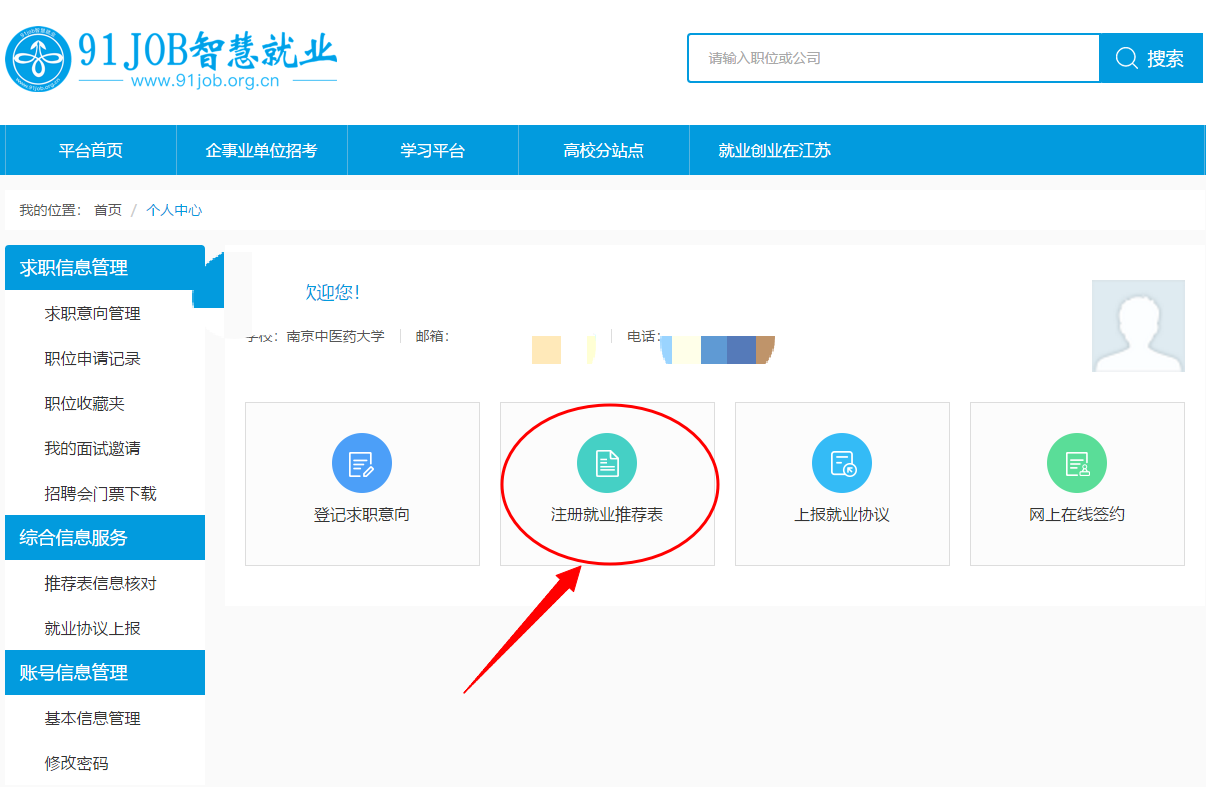 91JOB智慧就业
www.91job.org.cn
请输入职位或公司
搜索
平台首页 企事业单位招考 学习平台 高校分站点 就业创业在江苏
我的位置: 首页 / 个人中心
求职信息管理
求职意向管理
职位申请记录
职位收藏夹
我的面试邀请
招聘会门票下载
综合信息服务
推荐表信息核对
就业协议上报
账号信息管理
基本信息管理
修改密码
欢迎您!
学校: 南京中医药大学 邮箱: 电话:
登记求职意向
注册就业推荐表
上报就业协议
网上在线签约